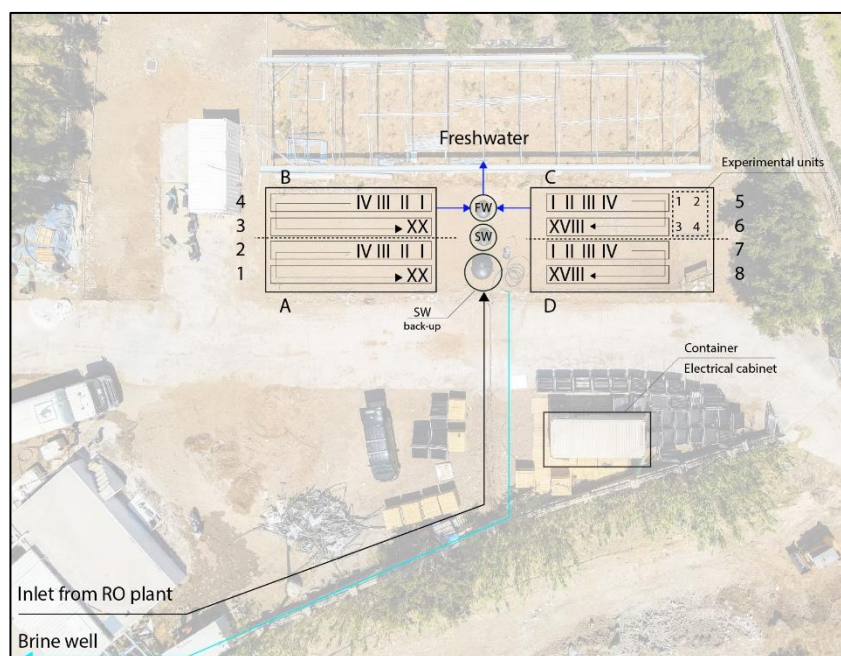 Freshwater
Experimental units
B
C
4
IV III II I
FW
I II III IV
1 2
5
3
XX
XVIII
3 4
6
SW
2
IV III II I
I II III IV
7
1
XX
XVIII
8
A
SW
back-up
D
Container
Electrical cabinet
Inlet from RO plant
Brine well